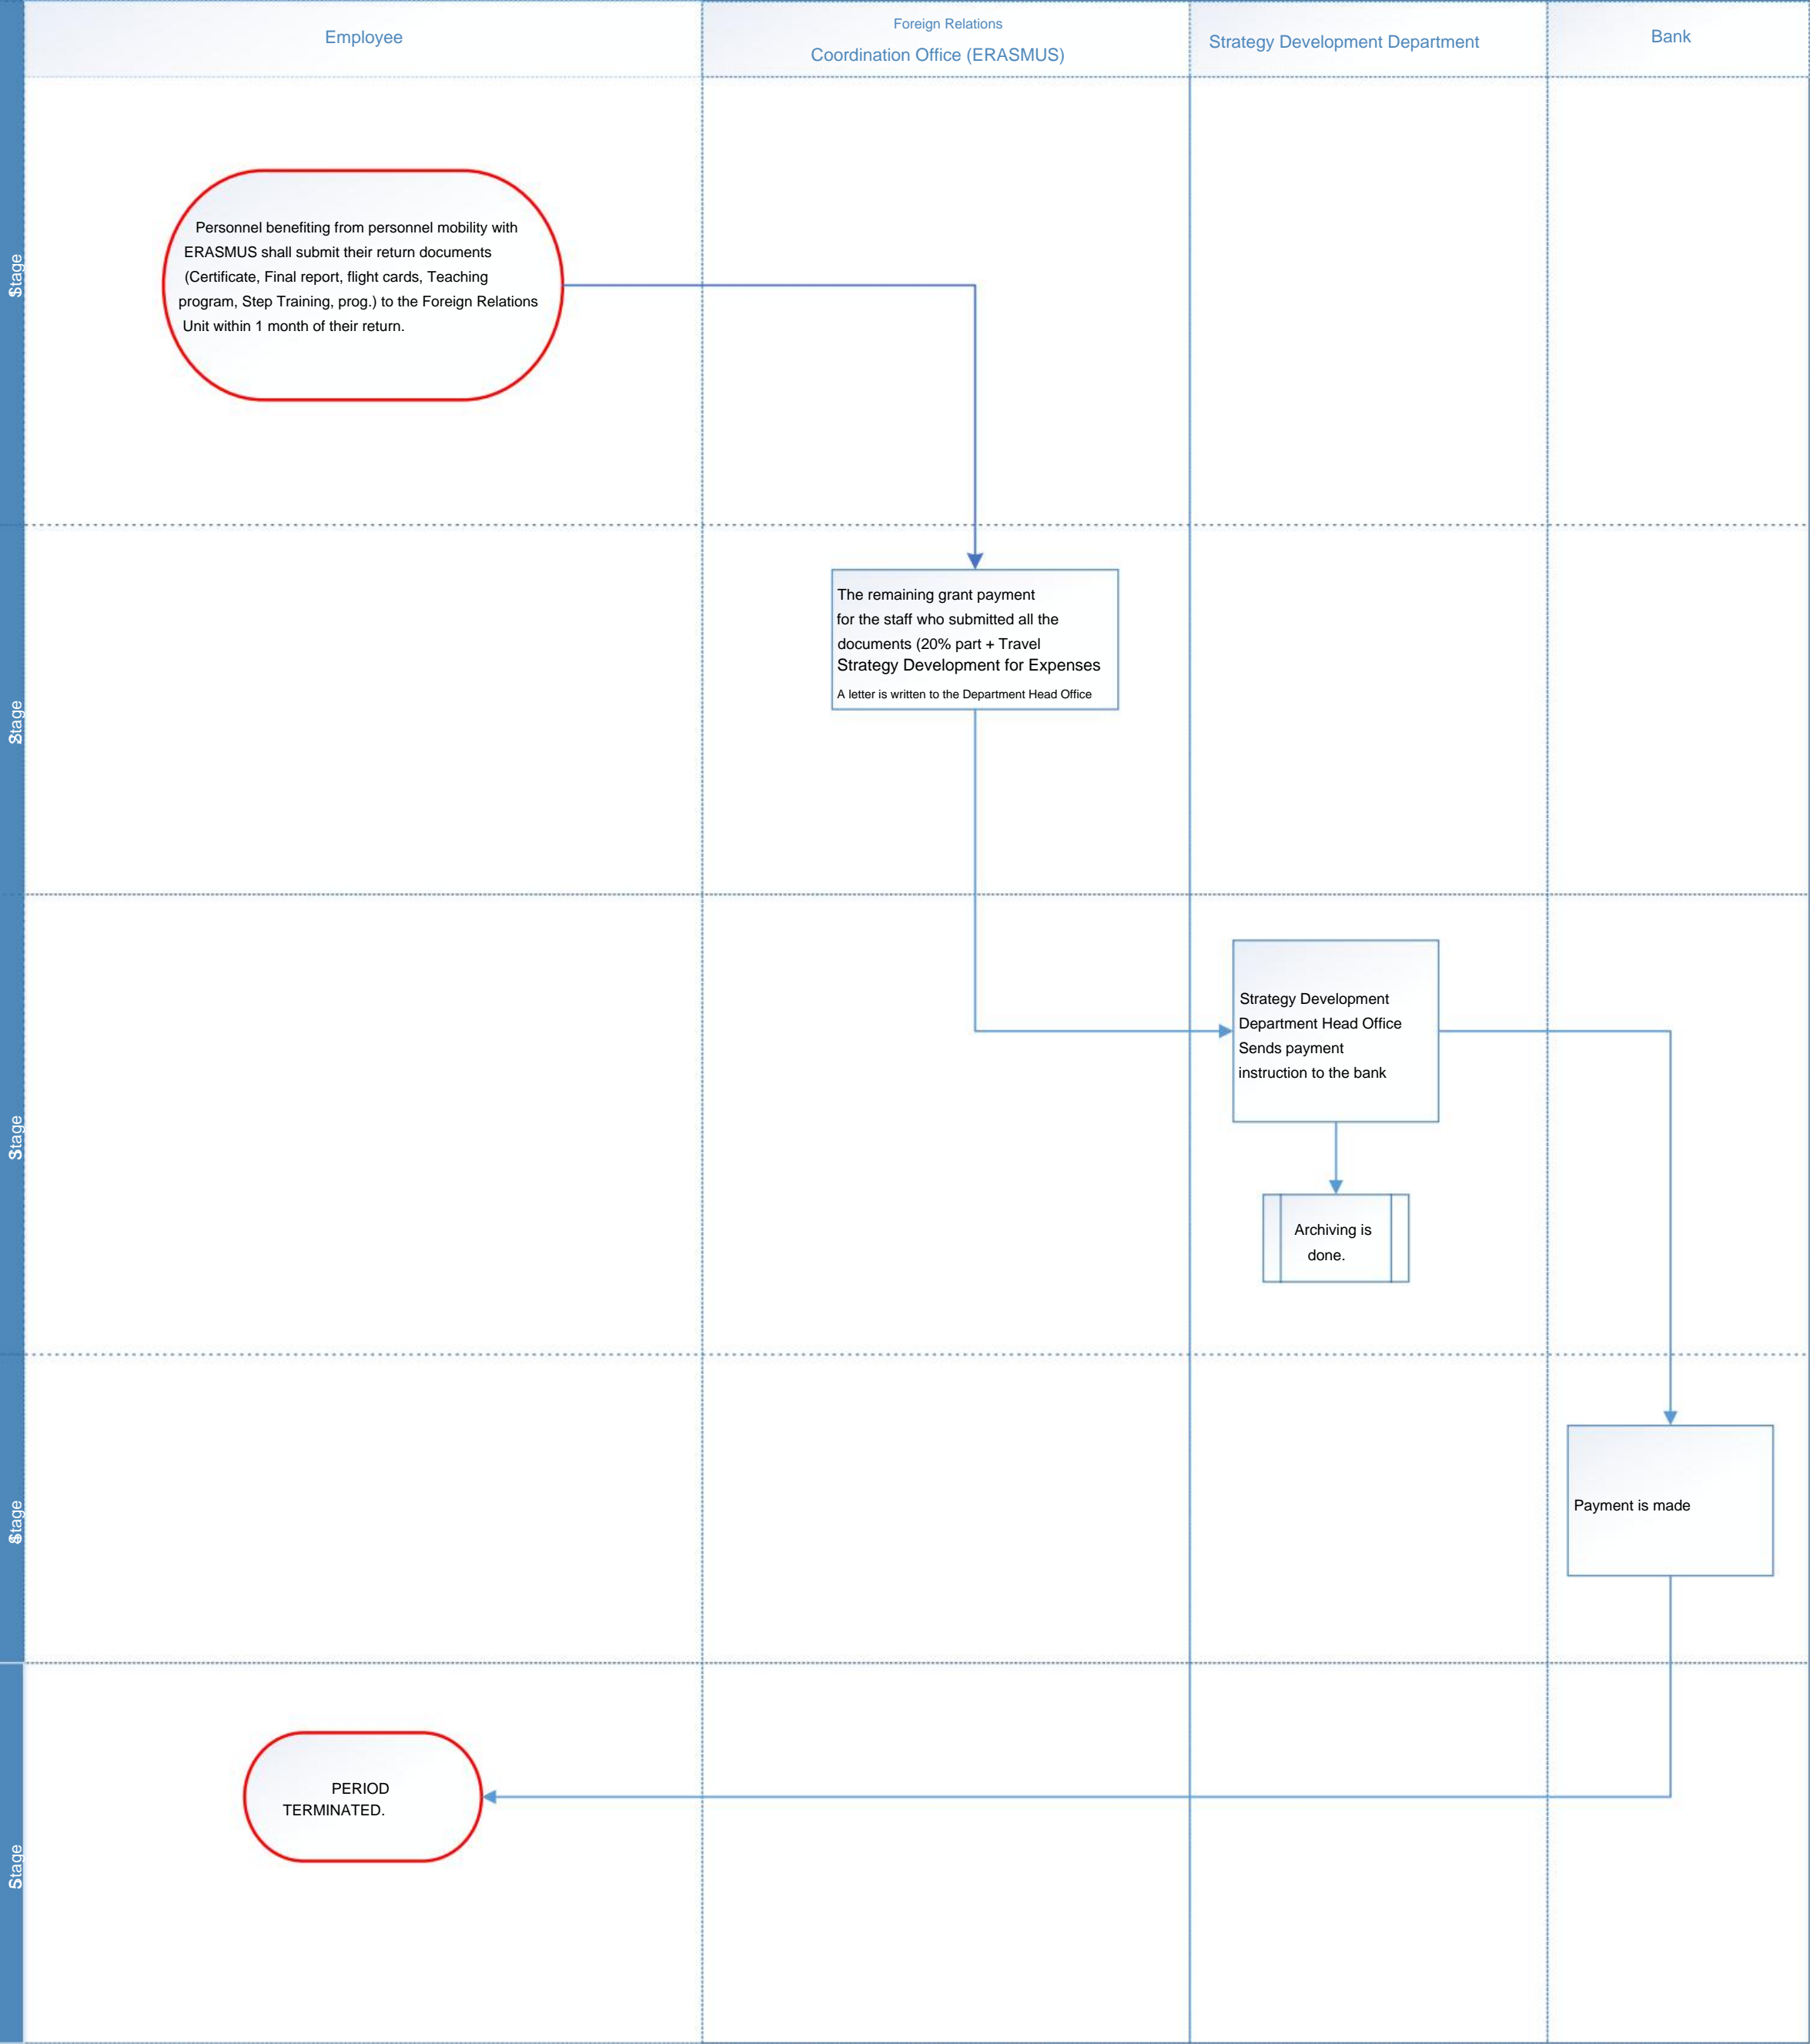 Employee
Foreign Relations
Coordination Office (ERASMUS)
Strategy Development Department
Bank
Stage
Personnel benefiting from personnel mobility with
ERASMUS shall submit their return documents
(Certificate, Final report, flight cards, Teaching
program, Step Training, prog.) to the Foreign Relations
Unit within 1 month of their return.
Stage
The remaining grant payment
for the staff who submitted all the
documents (20% part + Travel
Strategy Development for Expenses
A letter is written to the Department Head Office
Stage
Strategy Development
Department Head Office
Sends payment
instruction to the bank
Archiving is
done.
Stage
Payment is made
Stage
PERIOD
TERMINATED.